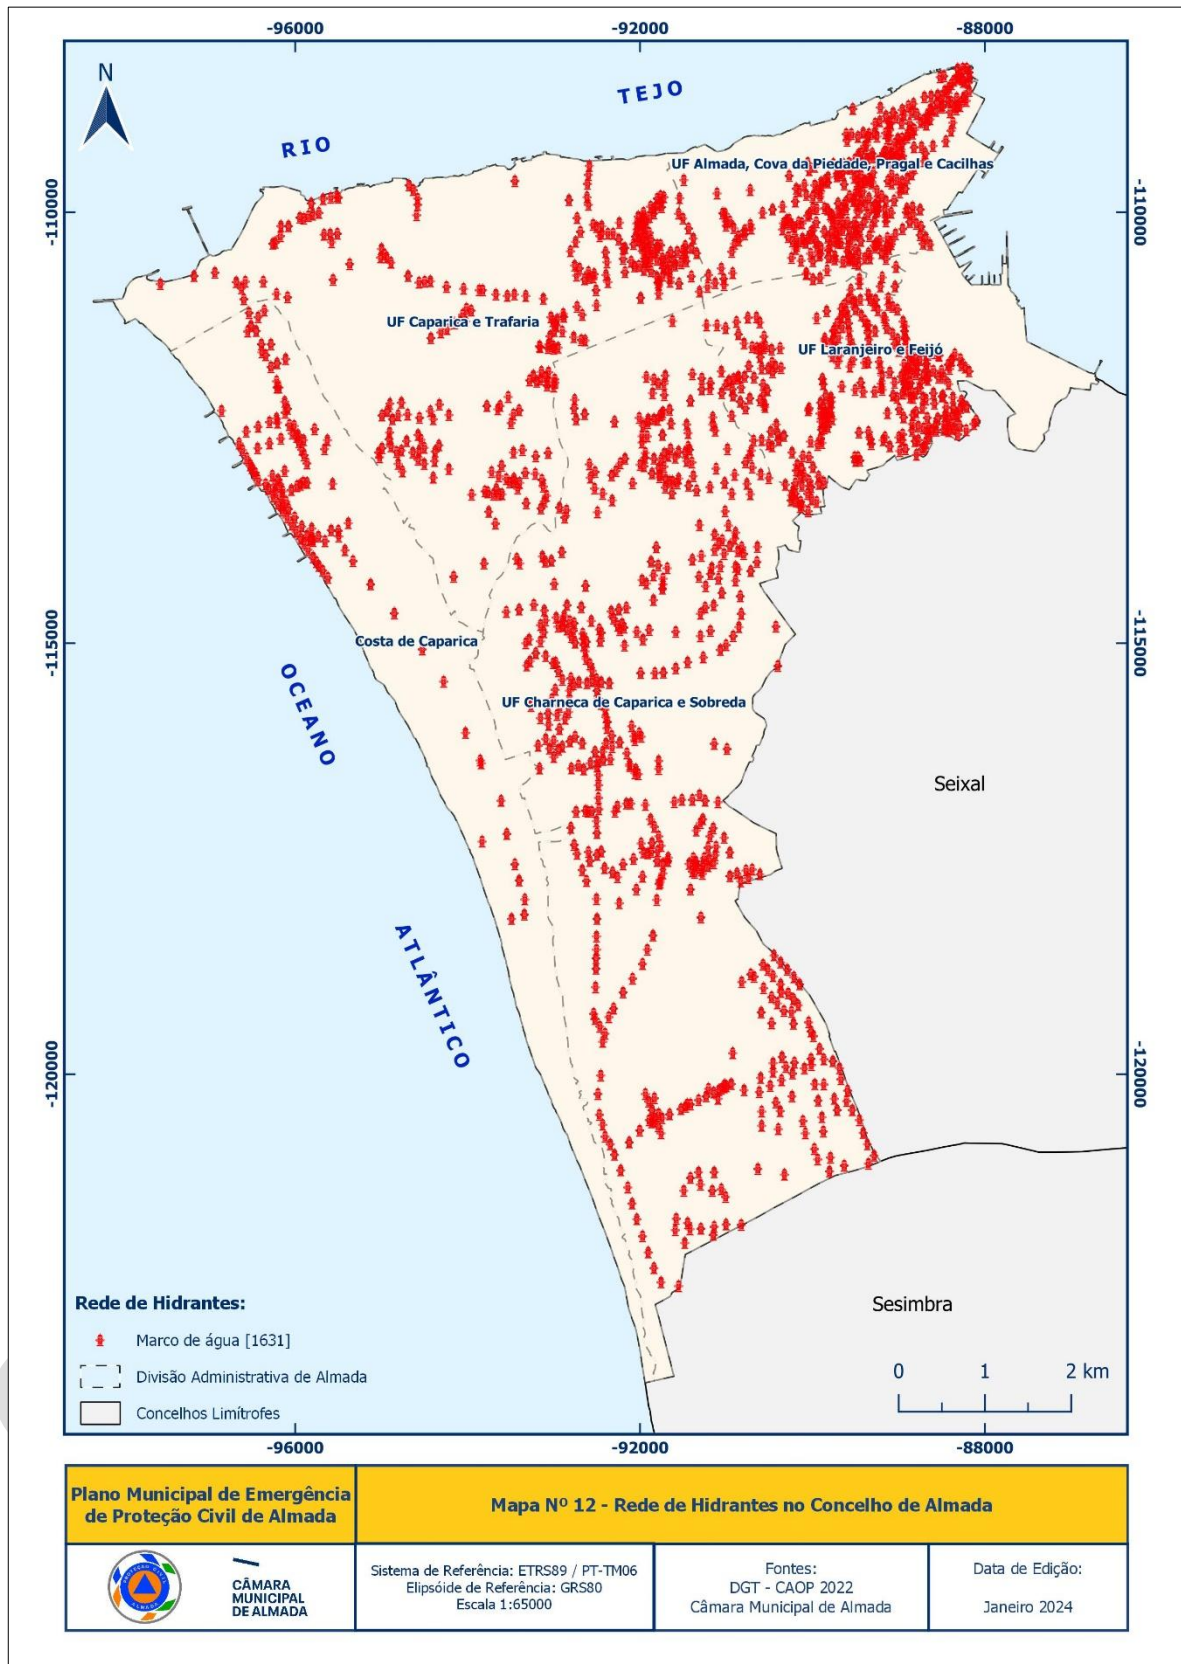 -96000
-92000
-88000
N
RIO
TEJO
UF Almada, Cova da Piedade, Pragal e Cacilhas
-110000
-110000
UF Caparica e Trafaria
UF Laranjeiro e Feijó
Costa de Caparica
-115000
-115000
OCEANO
ATLÂNTICO
UF Charneca de Caparica e Sobreda
Seixal
-120000
-120000
Sesimbra
Rede de Hidrantes:
Marco de água [1631]
Divisão Administrativa de Almada
Concelhos Limítrofes
0 1 2 km
-96000
-92000
-88000
Plano Municipal de Emergência
de Proteção Civil de Almada
Mapa Nº 12 - Rede de Hidrantes no Concelho de Almada
PROTEÇÃO CIVIL
ALMADA
CÂMARA
MUNICIPAL
DE ALMADA
Sistema de Referência: ETRS89 / PT-TM06
Elipsóide de Referência: GRS80
Escala 1:65000
Fontes:
DGT - CAOP 2022
Câmara Municipal de Almada
Data de Edição:
Janeiro 2024